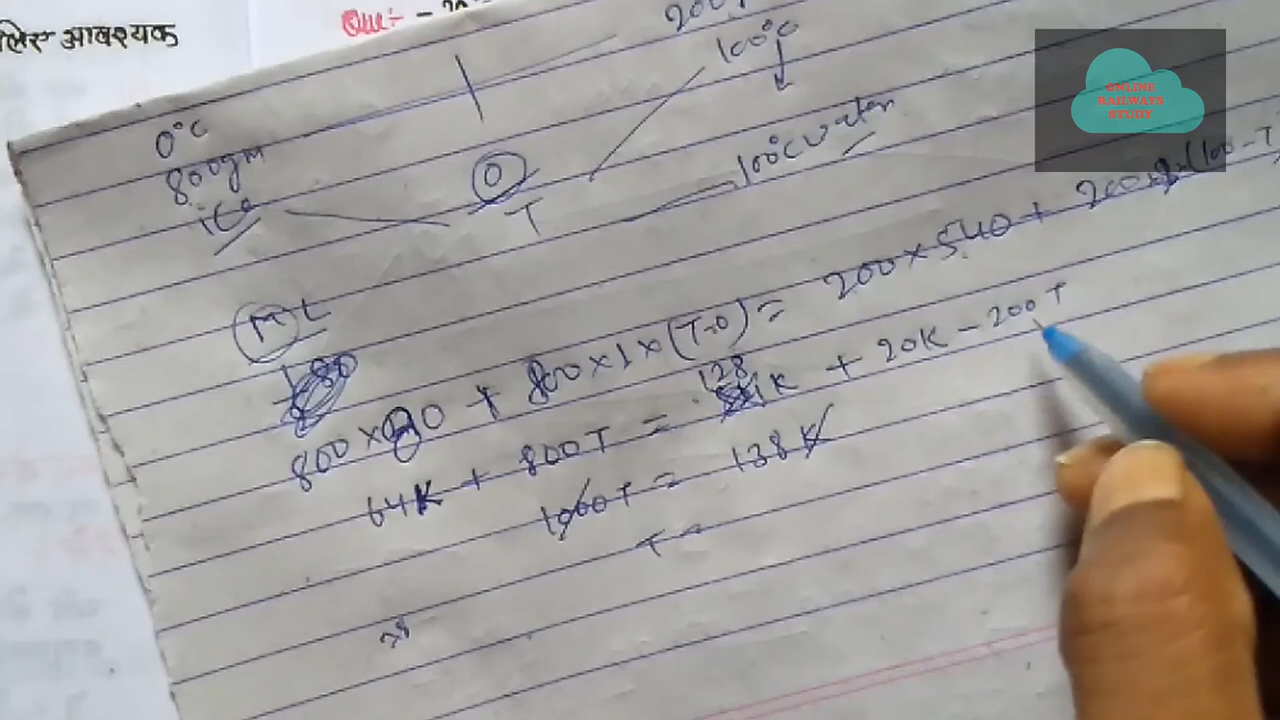 लिए आवश्यक
Que:-
200
100°C
0°C
800gm
ice
0
T
100°C water
ONLINE
RAILWAYS
STUDY
ML
800×80 + 800×1×(T-0) = 200×540 + 200×1×(100-T
64K + 800T = 128K + 20K - 200T
1000T = 138K
T =